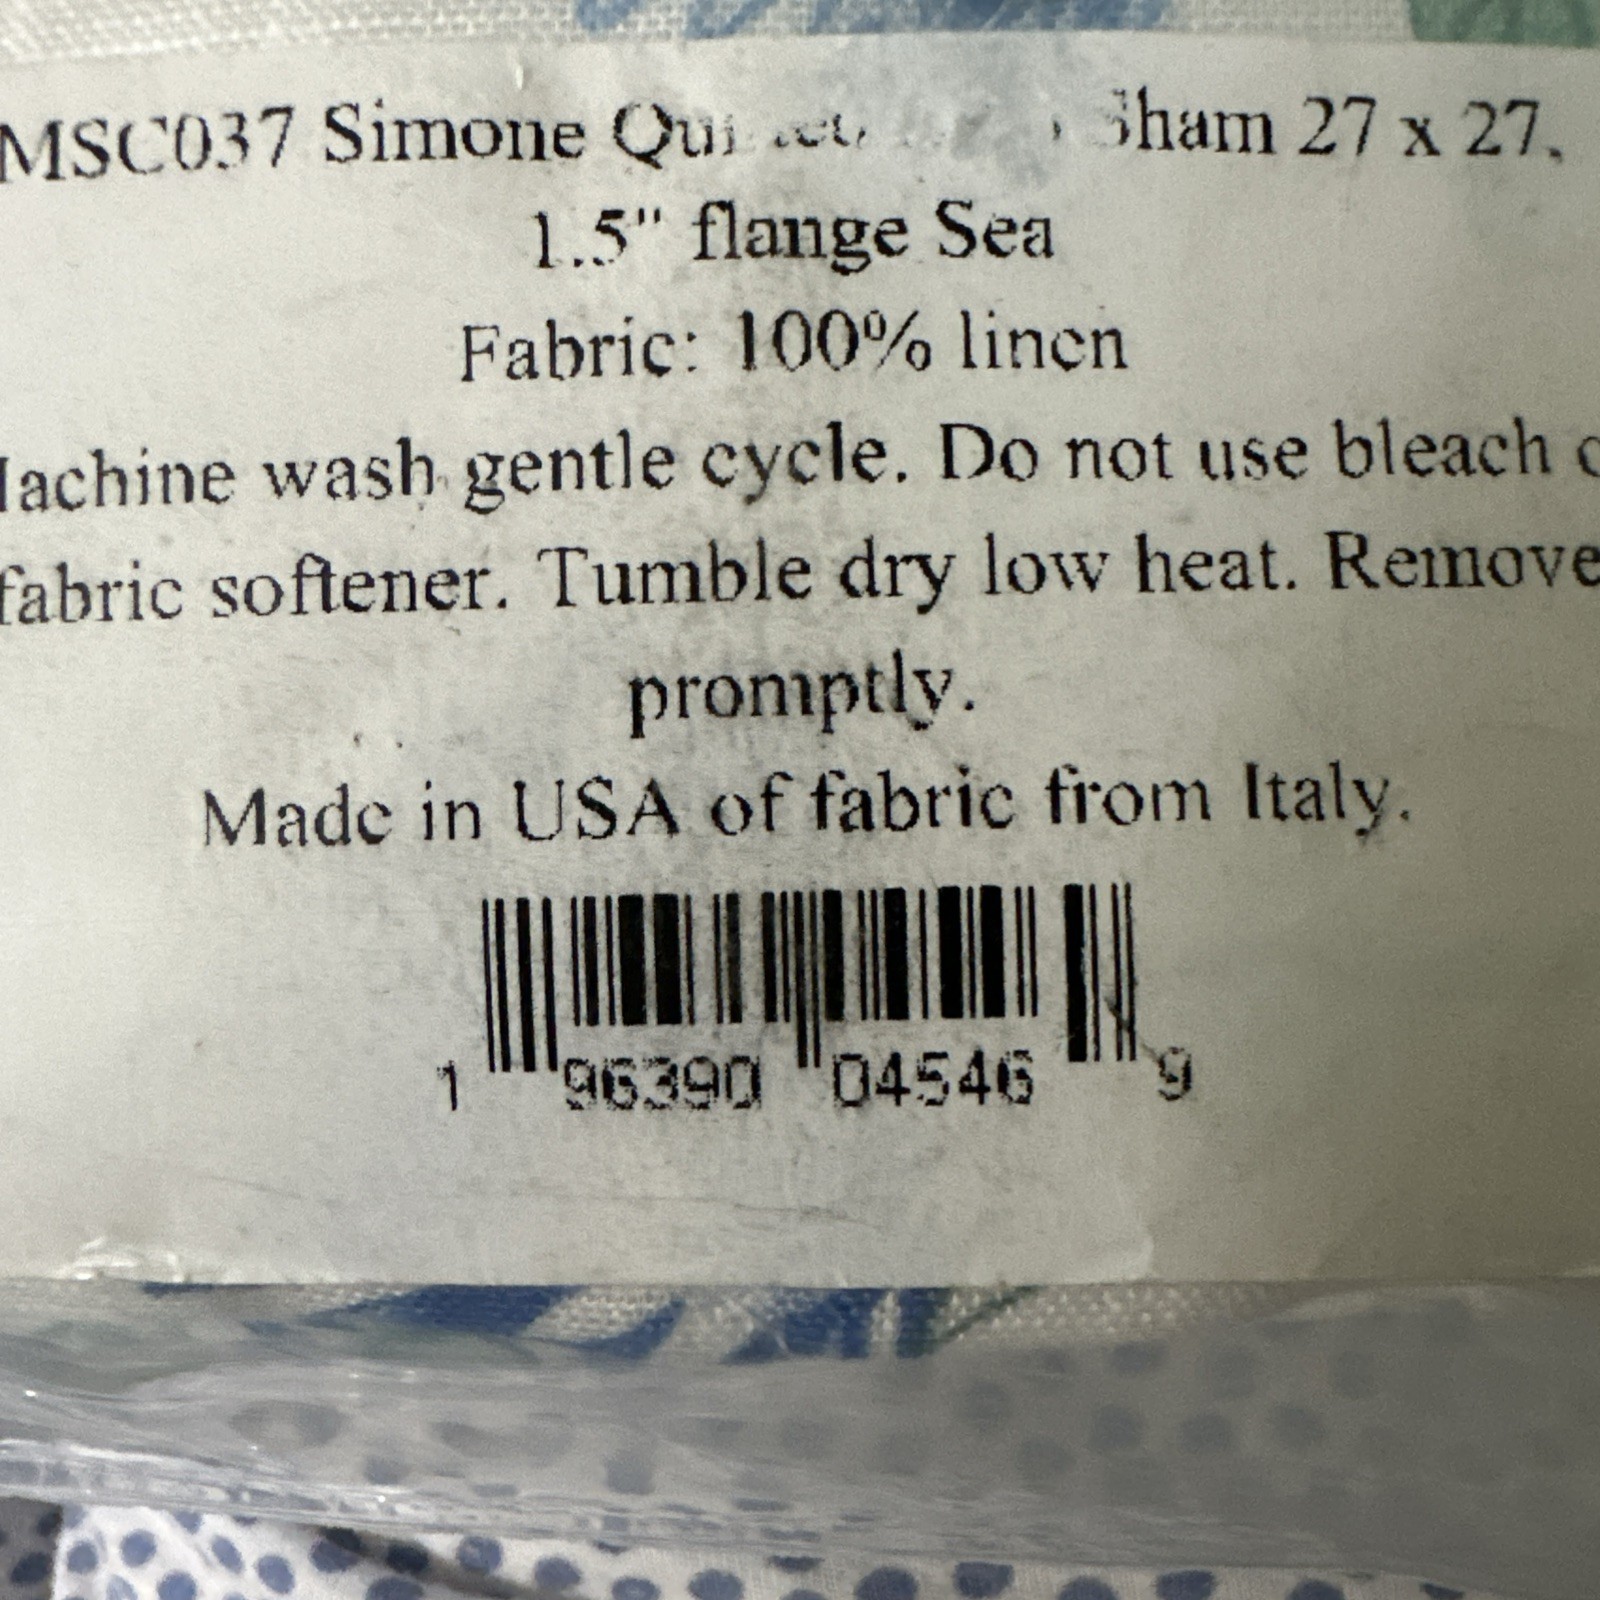 MSC037 Simone Sham 27 x 27,
1.5" flange Sea
Fabric: 100% linen
Machine wash gentle cycle. Do not use bleach
fabric softener. Tumble dry low heat. Remove
promptly.
Made in USA of fabric from Italy.
1 96390 04546 9